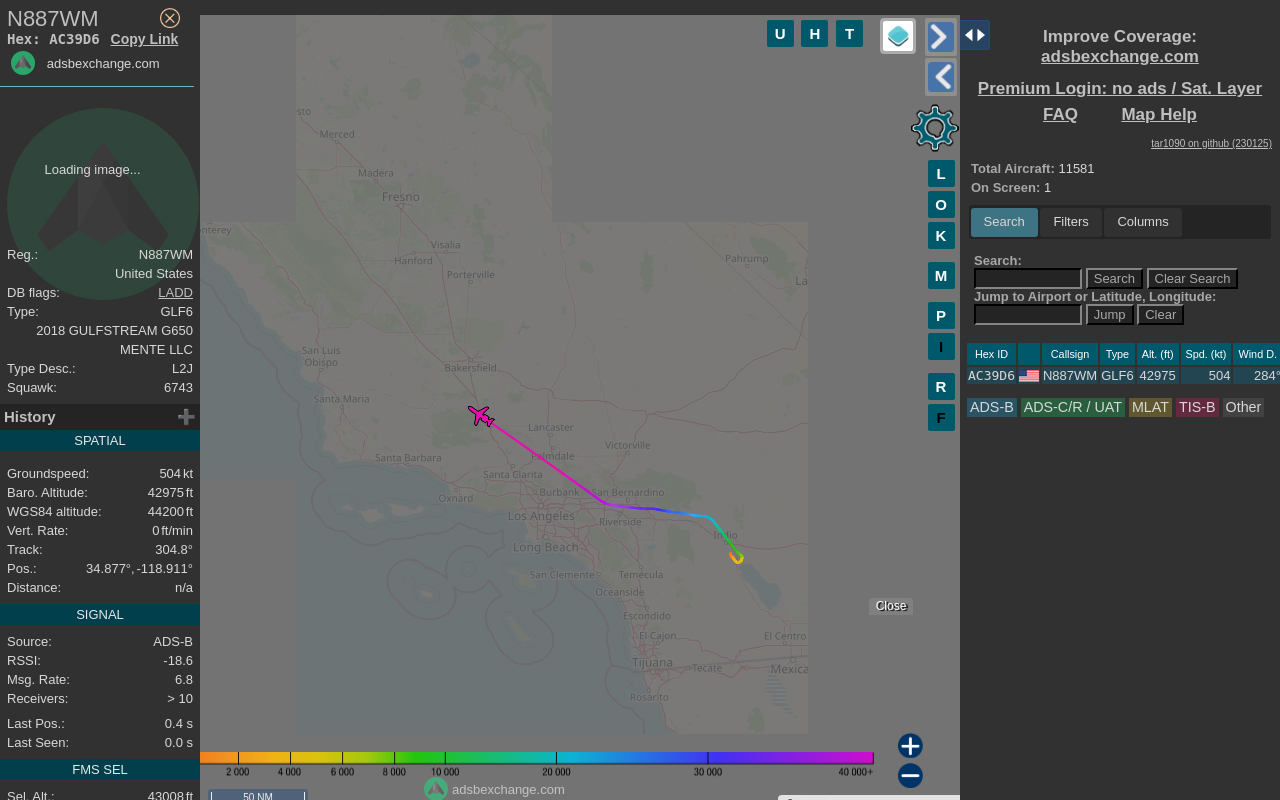 N887WM
Hex: AC39D6 Copy Link
adsbexchange.com
Loading image...
Reg.: N887WM
United States
DB flags: LADD
Type: GLF6
2018 GULFSTREAM G650
MENTE LLC
Type Desc.: L2J
Squawk: 6743
History
SPATIAL
Groundspeed: 504 kt
Baro. Altitude: 42975 ft
WGS84 altitude: 44200 ft
Vert. Rate: 0 ft/min
Track: 304.8°
Pos.: 34.877°, -118.911°
Distance: n/a
SIGNAL
Source: ADS-B
RSSI: -18.6
Msg. Rate: 6.8
Receivers: > 10
Last Pos.: 0.4 s
Last Seen: 0.0 s
FMS SEL
Sel. Alt.: 43008 ft
U H T
L
O
K
M
P
I
R
F
sto
Merced
Madera
Fresno
nterey
Visalia
Hanford
Porterville
Pahrump
La
San Luis
Obispo
Bakersfield
Santa Maria
Lancaster
Victorville
Palmdale
Santa Barbara
Santa Clarita
Oxnard
Burbank
San Bernardino
Los Angeles
Riverside
Indio
Long Beach
San Clemente
Temecula
Oceanside
Escondido
El Cajon
El Centro
Tijuana
Tecate
Mexica
Rosarito
Close
2 000 4 000 6 000 8 000 10 000 20 000 30 000 40 000+
adsbexchange.com
50 NM
Improve Coverage:
adsbexchange.com
Premium Login: no ads / Sat. Layer
FAQ Map Help
tar1090 on github (230125)
Total Aircraft: 11581
On Screen: 1
Search Filters Columns
Search:
Search Clear Search
Jump to Airport or Latitude, Longitude:
Jump Clear
Hex ID Callsign Type Alt. (ft) Spd. (kt) Wind D.
AC39D6 N887WM GLF6 42975 504 284°
ADS-B ADS-C/R / UAT MLAT TIS-B Other